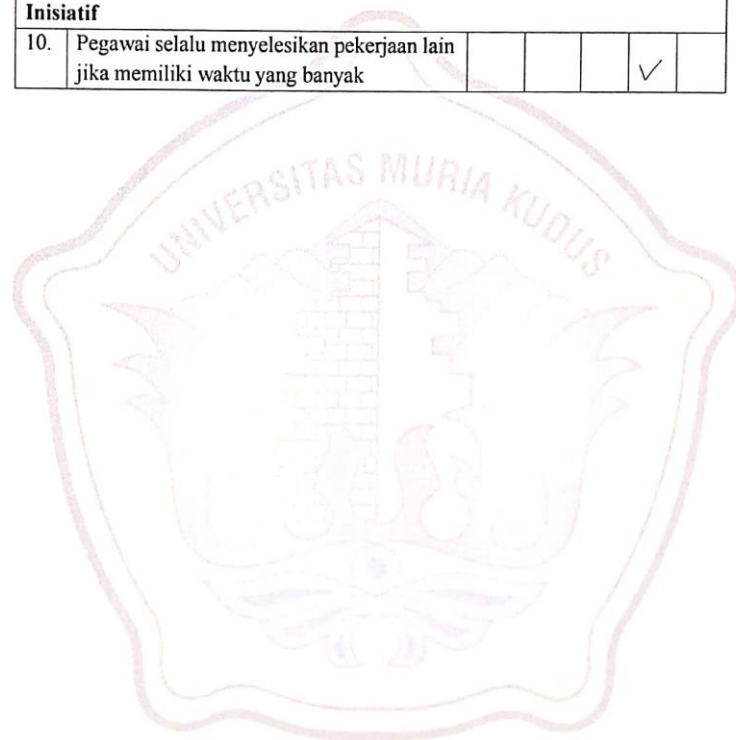 Inisiatif
10. Pegawai selalu menyelesikan pekerjaan lain
jika memiliki waktu yang banyak ✓
UNIVERSITAS MURIA KUDUS